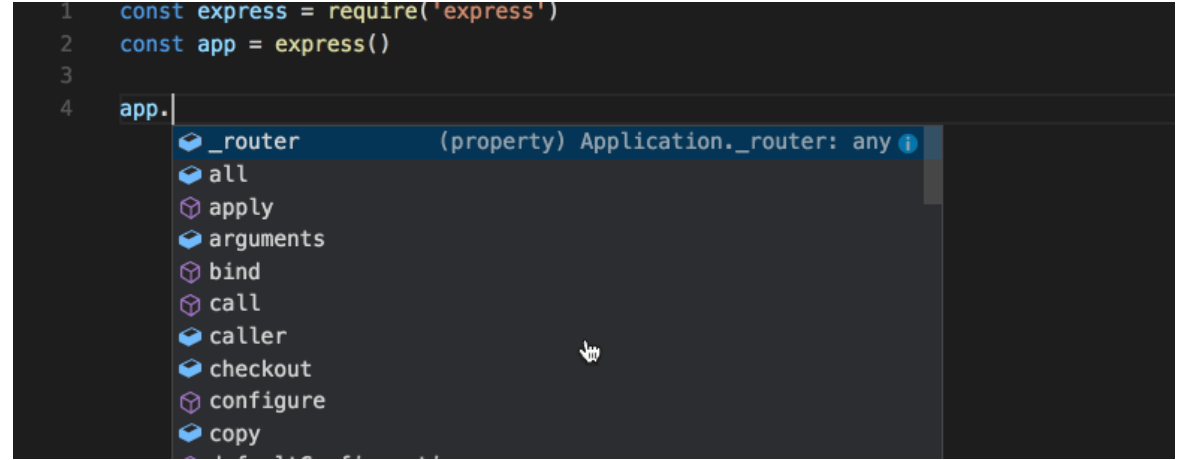 1 const express = require('express')
2 const app = express()
3
4 app.
_router (property) Application._router: any
all
apply
arguments
bind
call
caller
checkout
configure
copy